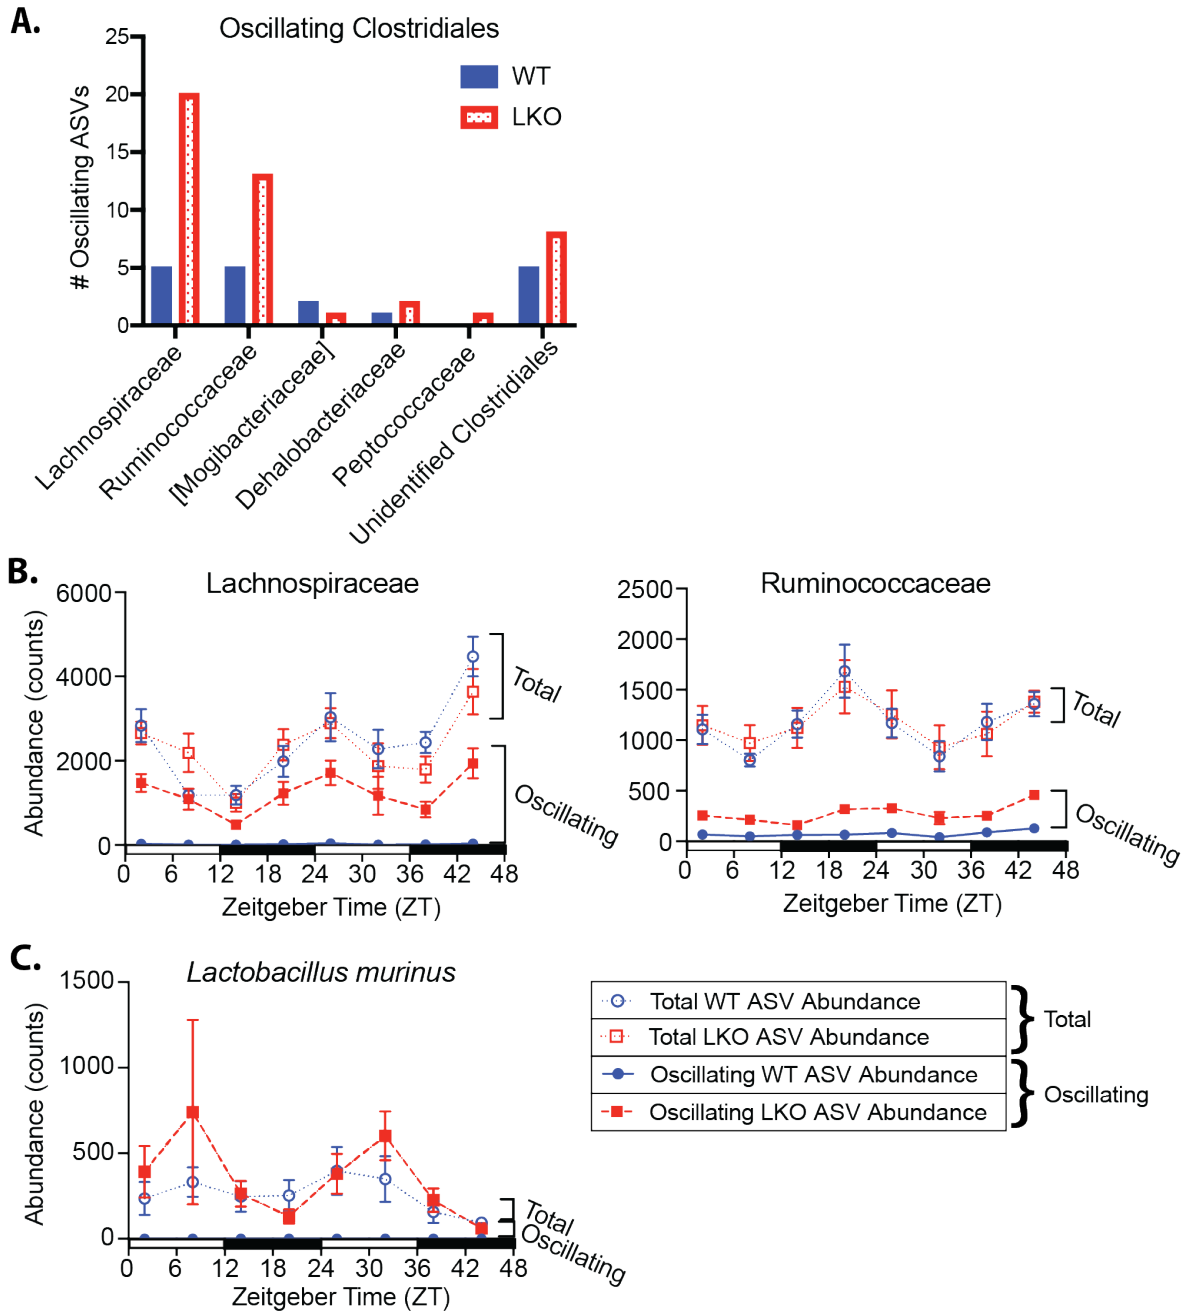 A.
Oscillating Clostridiales
# Oscillating ASVs
25
20
15
10
5
0
WT
LKO
Lachnospiraceae
Ruminococcaceae
[Mogibacteriaceae]
Dehalobacteriaceae
Peptococcaceae
Unidentified Clostridiales
B.
Lachnospiraceae
Abundance (counts)
6000
4000
2000
0
Total
Oscillating
0 6 12 18 24 30 36 42 48
Zeitgeber Time (ZT)
Ruminococcaceae
2500
2000
1500
1000
500
0
Total
Oscillating
0 6 12 18 24 30 36 42 48
Zeitgeber Time (ZT)
C.
Lactobacillus murinus
Abundance (counts)
1500
1000
500
0
Total
Oscillating
0 6 12 18 24 30 36 42 48
Zeitgeber Time (ZT)
Total WT ASV Abundance
Total LKO ASV Abundance
Oscillating WT ASV Abundance
Oscillating LKO ASV Abundance
Total
Oscillating